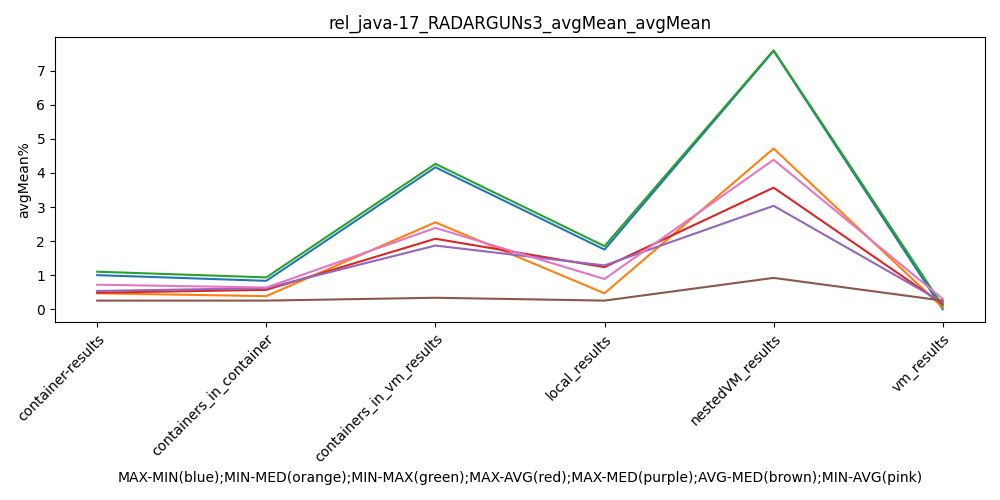 rel_java-17_RADARGUNs3_avgMean_avgMean
avgMean%
7
6
5
4
3
2
1
0
container-results
containers_in_container
containers_in_vm_results
local_results
nestedVM_results
vm_results
MAX-MIN(blue);MIN-MED(orange);MIN-MAX(green);MAX-AVG(red);MAX-MED(purple);AVG-MED(brown);MIN-AVG(pink)